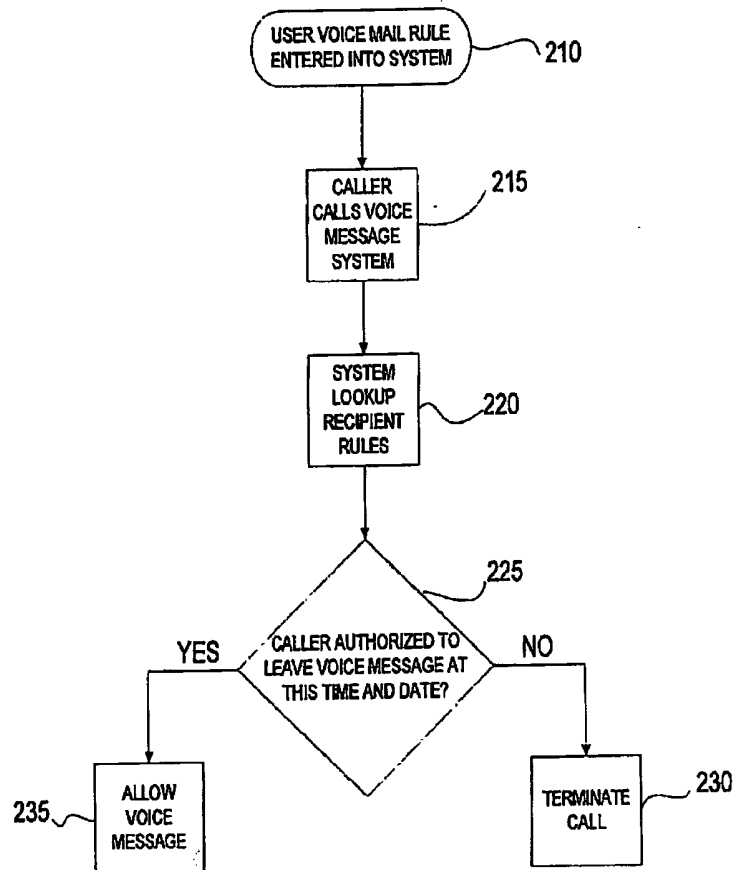 USER VOICE MAIL RULE
ENTERED INTO SYSTEM
210
CALLER
CALLS VOICE
MESSAGE
SYSTEM
215
SYSTEM
LOOKUP
RECIPIENT
RULES
220
225
YES
CALLER AUTHORIZED TO
LEAVE VOICE MESSAGE AT
THIS TIME AND DATE?
NO
235
ALLOW
VOICE
MESSAGE
TERMINATE
CALL
230